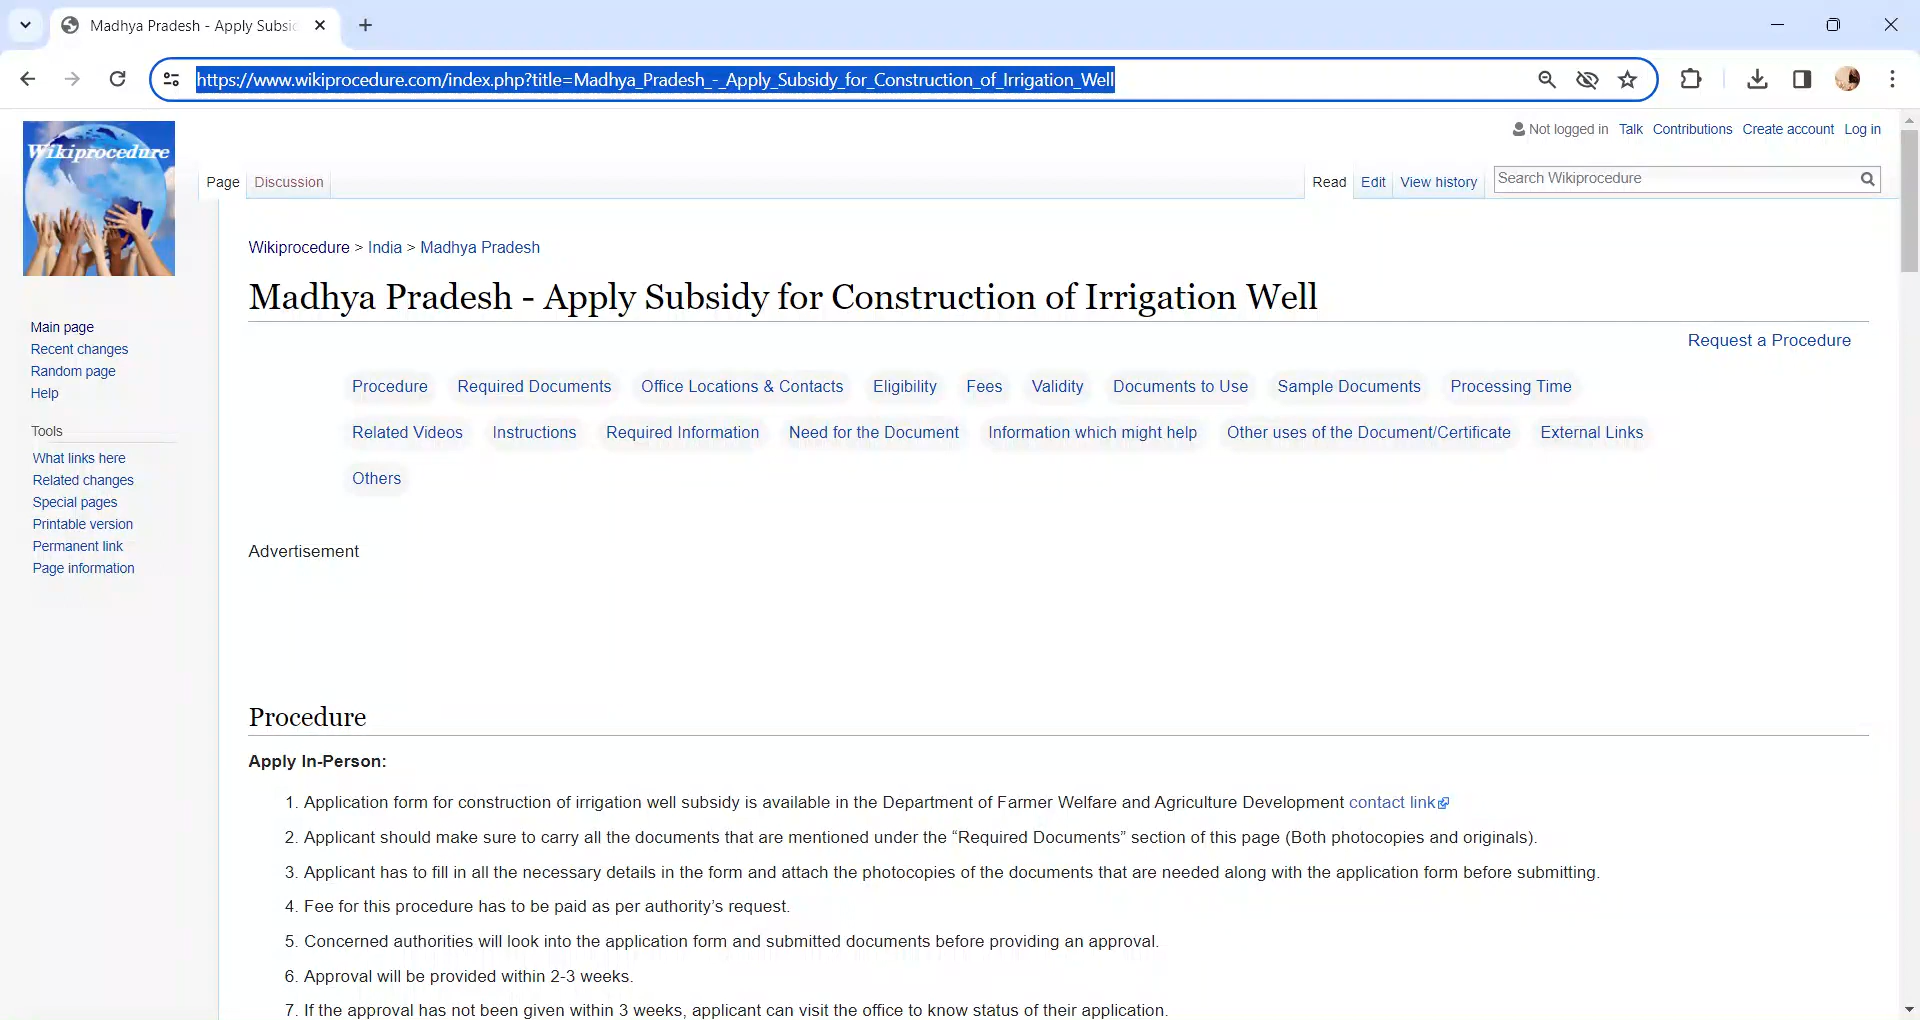 Madhya Pradesh - Apply Subsi
https://www.wikiprocedure.com/index.php?title=Madhya_Pradesh_-_Apply_Subsidy_for_Construction_of_Irrigation_Well
Wikiprocedure
Not logged in Talk Contributions Create account Log in
Page Discussion
Read Edit View history Search Wikiprocedure
Wikiprocedure > India > Madhya Pradesh
Madhya Pradesh - Apply Subsidy for Construction of Irrigation Well
Request a Procedure
Main page
Recent changes
Random page
Help
Tools
What links here
Related changes
Special pages
Printable version
Permanent link
Page information
Procedure Required Documents Office Locations & Contacts Eligibility Fees Validity Documents to Use Sample Documents Processing Time
Related Videos Instructions Required Information Need for the Document Information which might help Other uses of the Document/Certificate External Links
Others
Advertisement
Procedure
Apply In-Person:
1. Application form for construction of irrigation well subsidy is available in the Department of Farmer Welfare and Agriculture Development contact link
2. Applicant should make sure to carry all the documents that are mentioned under the “Required Documents” section of this page (Both photocopies and originals).
3. Applicant has to fill in all the necessary details in the form and attach the photocopies of the documents that are needed along with the application form before submitting.
4. Fee for this procedure has to be paid as per authority’s request.
5. Concerned authorities will look into the application form and submitted documents before providing an approval.
6. Approval will be provided within 2-3 weeks.
7. If the approval has not been given within 3 weeks, applicant can visit the office to know status of their application.